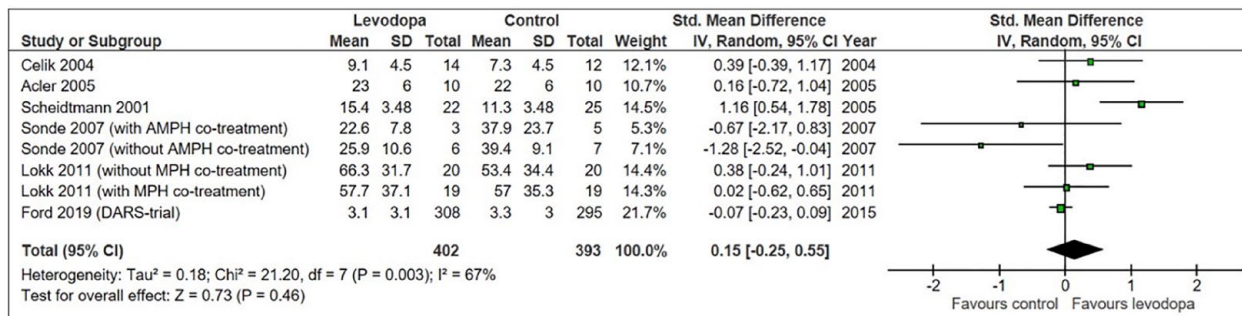 Levodopa Control Std. Mean Difference Std. Mean Difference
Study or Subgroup Mean SD Total Mean SD Total Weight IV, Random, 95% CI Year IV, Random, 95% CI
Celik 2004 9.1 4.5 14 7.3 4.5 12 12.1% 0.39 [-0.39, 1.17] 2004
Acler 2005 23 6 10 22 6 10 10.7% 0.16 [-0.72, 1.04] 2005
Scheidtmann 2001 15.4 3.48 22 11.3 3.48 25 14.5% 1.16 [0.54, 1.78] 2005
Sonde 2007 (with AMPH co-treatment) 22.6 7.8 3 37.9 23.7 5 5.3% -0.67 [-2.17, 0.83] 2007
Sonde 2007 (without AMPH co-treatment) 25.9 10.6 6 39.4 9.1 7 7.1% -1.28 [-2.52, -0.04] 2007
Lokk 2011 (without MPH co-treatment) 66.3 31.7 20 53.4 34.4 20 14.4% 0.38 [-0.24, 1.01] 2011
Lokk 2011 (with MPH co-treatment) 57.7 37.1 19 57 35.3 19 14.3% 0.02 [-0.62, 0.65] 2011
Ford 2019 (DARS-trial) 3.1 3.1 308 3.3 3 295 21.7% -0.07 [-0.23, 0.09] 2015
Total (95% CI) 402 393 100.0% 0.15 [-0.25, 0.55]
Heterogeneity: Tau² = 0.18; Chi² = 21.20, df = 7 (P = 0.003); I² = 67%
Test for overall effect: Z = 0.73 (P = 0.46)
-2 -1 0 1 2
Favours control Favours levodopa